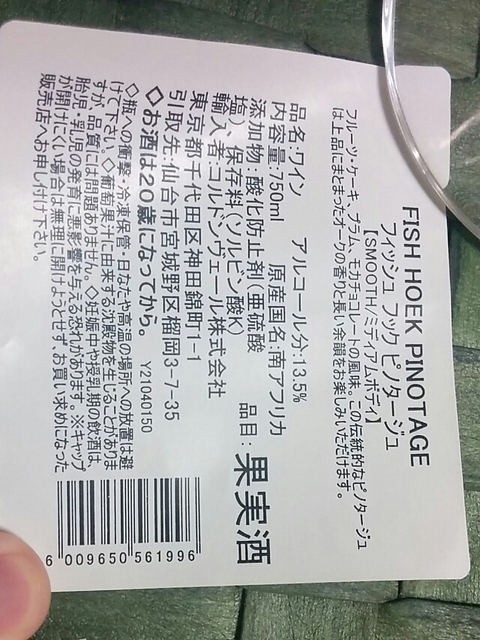 FISH HOEK PINOTAGE
フィッシュ フック ピノタージュ
【SMOOTH/ミディアムボディ】
フルーツ・ケーキ、プラム、モカチョコレートの風味。この伝統的なピノタージュ
は上品にまとまったオークの香りと長い余韻をお楽しみいただけます。
品名:ワイン アルコール分:13.5%
内容量:750ml 原産国名:南アフリカ
添加物:酸化防止剤(亜硫酸
塩)、保存料(ソルビン酸K) 品目:果実酒
輸入者:コルドンヴェール株式会社
東京都千代田区神田錦町1-1
引取先:仙台市宮城野区福岡3-7-35
◇お酒は20歳になってから。 Y21040150
◇瓶への衝撃・冷凍保管・日なたや高温の場所への放置は避
けて下さい ◇葡萄果汁に由来する沈殿物を生じることがありま
すが、品質には問題ありません。◇妊娠中や授乳期の飲酒は、
胎児・乳児の発育に悪影響を与える恐れがあります。※キャップ
が開けにくい場合は無理に開けようとせず、お買い求めになった
販売店へお申し付け下さい。
6 009650 561996